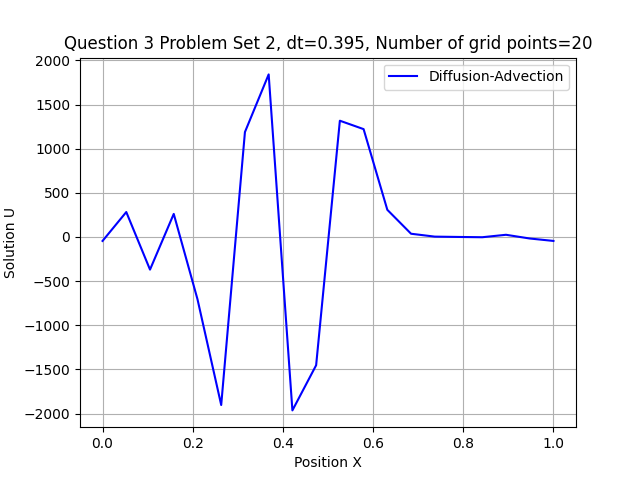 Question 3 Problem Set 2, dt=0.395, Number of grid points=20
Diffusion-Advection
2000
1500
1000
500
0
−500
−1000
−1500
−2000
Solution U
0.0 0.2 0.4 0.6 0.8 1.0
Position X